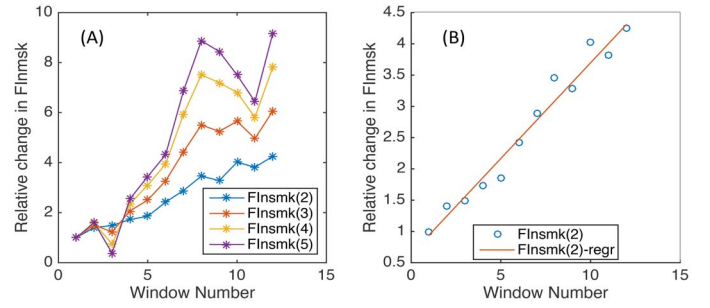 (A)
Relative change in FInmsk
10
8
6
4
2
0
0 5 10 15
Window Number
FInsmk(2)
FInsmk(3)
FInsmk(4)
FInsmk(5)
(B)
Relative change in FInmsk
4.5
4
3.5
3
2.5
2
1.5
1
0.5
0 5 10 15
Window Number
FInsmk(2)
FInsmk(2)-regr